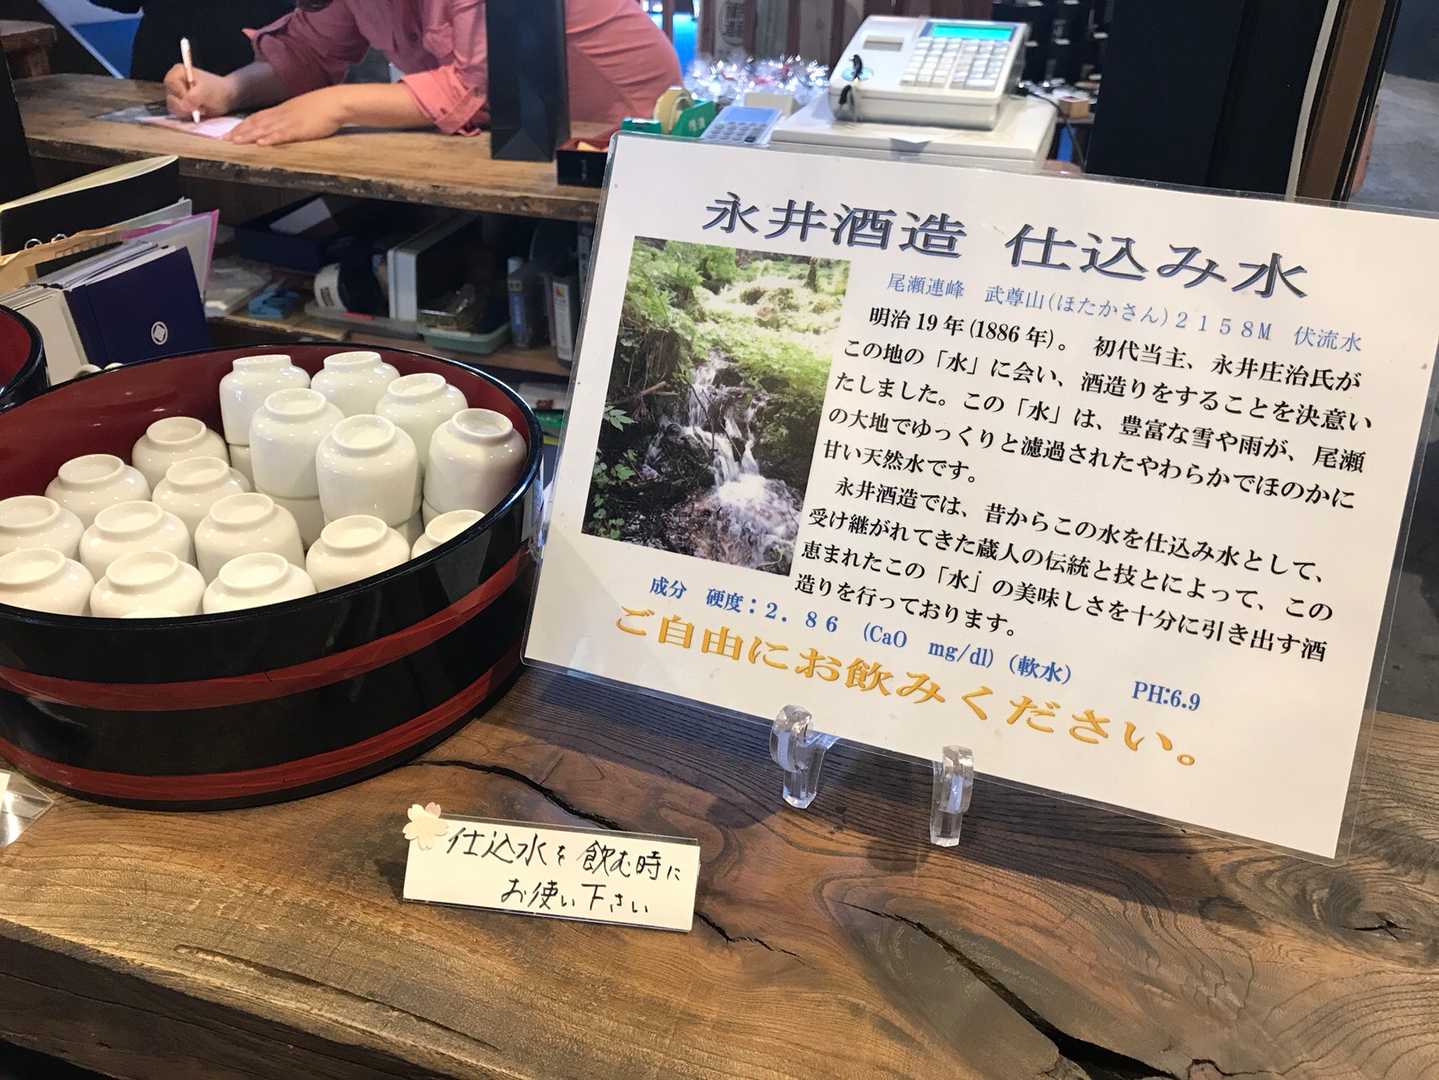 永井酒造 仕込み水
尾瀬連峰 武尊山(ほたかさん)2158M 伏流水
明治19年(1886年)。 初代当主、永井庄治氏が
この地の「水」に会い、酒造りをすることを決意い
たしました。この「水」は、豊富な雪や雨が、尾瀬
の大地でゆっくりと濾過されたやわらかでほのかに
甘い天然水です。
永井酒造では、昔からこの水を仕込み水として、
受け継がれてきた蔵人の伝統と技とによって、この
恵まれたこの「水」の美味しさを十分に引き出す酒
造りを行っております。
成分 硬度:2.86 (CaO mg/dl)(軟水) PH:6.9
ご自由にお飲みください。
仕込水を飲む時に
お使い下さい